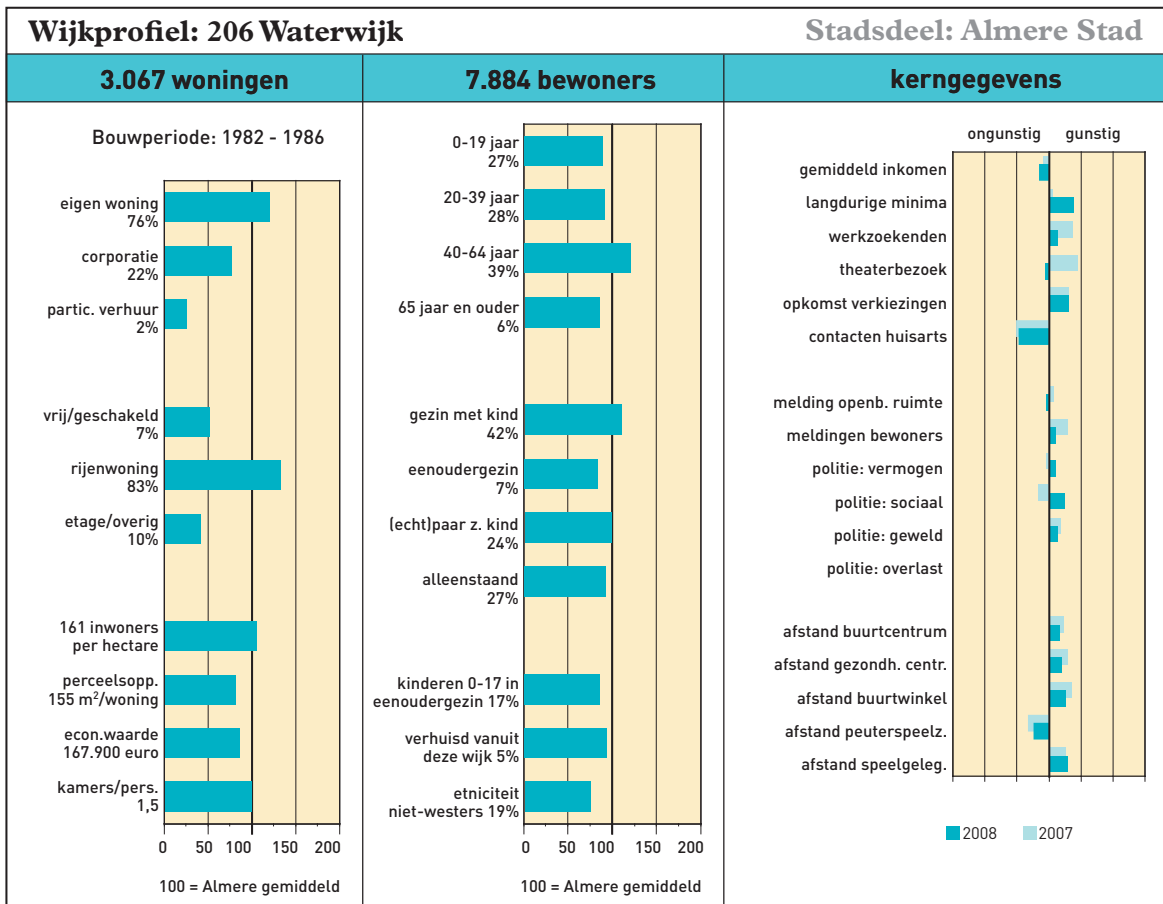 Wijkprofiel: 206 Waterwijk
Stadsdeel: Almere Stad
3.067 woningen
7.884 bewoners
kerngegevens
Bouwperiode: 1982 - 1986
eigen woning
76%
corporatie
22%
partic. verhuur
2%
vrij/geschakeld
7%
rijenwoning
83%
etage/overig
10%
161 inwoners
per hectare
perceelsopp.
155 m²/woning
econ.waarde
167.900 euro
kamers/pers.
1,5
0 50 100 200
100 = Almere gemiddeld
0-19 jaar
27%
20-39 jaar
28%
40-64 jaar
39%
65 jaar en ouder
6%
gezin met kind
42%
eenoudergezin
7%
(echt)paar z. kind
24%
alleenstaand
27%
kinderen 0-17 in
eenoudergezin 17%
verhuisd vanuit
deze wijk 5%
etniciteit
niet-westers 19%
0 50 100 200
100 = Almere gemiddeld
ongunstig gunstig
gemiddeld inkomen
langdurige minima
werkzoekenden
theaterbezoek
opkomst verkiezingen
contacten huisarts
melding openb. ruimte
meldingen bewoners
politie: vermogen
politie: sociaal
politie: geweld
politie: overlast
afstand buurtcentrum
afstand gezondh. centr.
afstand buurtwinkel
afstand peuterspeelz.
afstand speelgeleg.
2008 2007